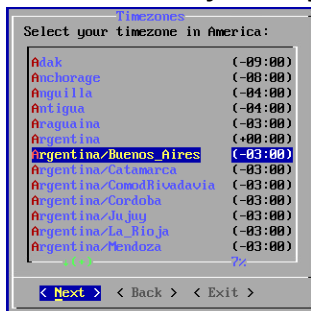 Timezones
Select your timezone in America:
Adak (-09:00)
Anchorage (-08:00)
Anguilla (-04:00)
Antigua (-04:00)
Araguaina (-03:00)
Argentina (+00:00)
Argentina/Buenos_Aires (-03:00)
Argentina/Catamarca (-03:00)
Argentina/ComodRivadavia (-03:00)
Argentina/Cordoba (-03:00)
Argentina/Jujuy (-03:00)
Argentina/La_Rioja (-03:00)
Argentina/Mendoza (-03:00)
↓(+) 7%
< Next > < Back > < Exit >